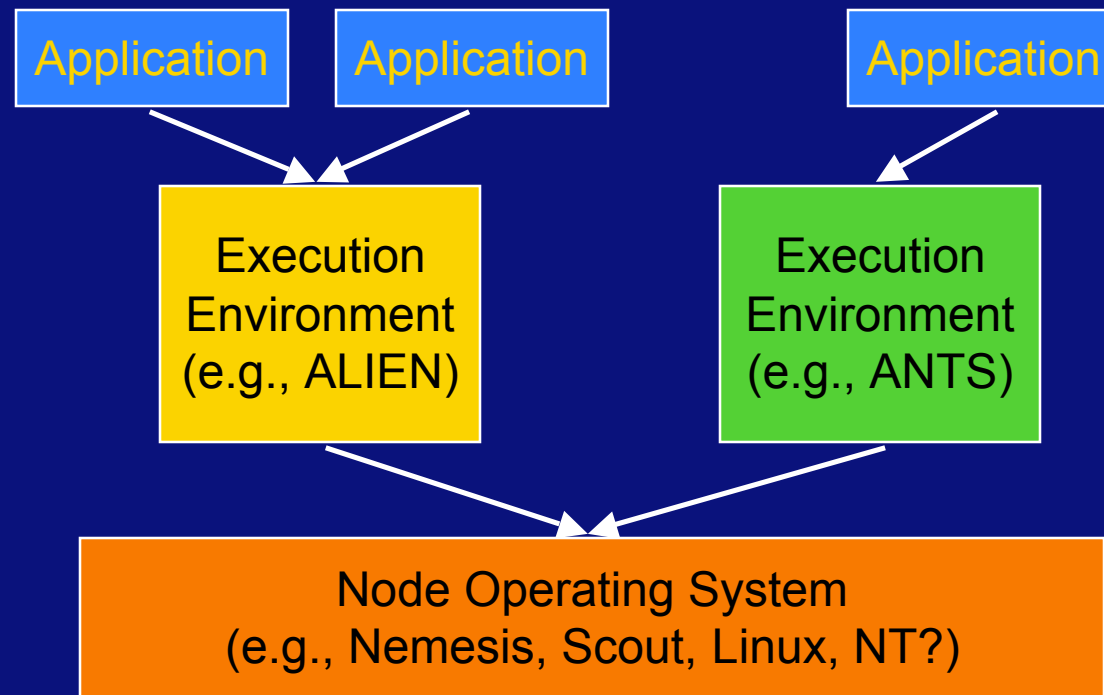 Application
Application
Application
Execution
Environment
(e.g., ALIEN)
Execution
Environment
(e.g., ANTS)
Node Operating System
(e.g., Nemesis, Scout, Linux, NT?)